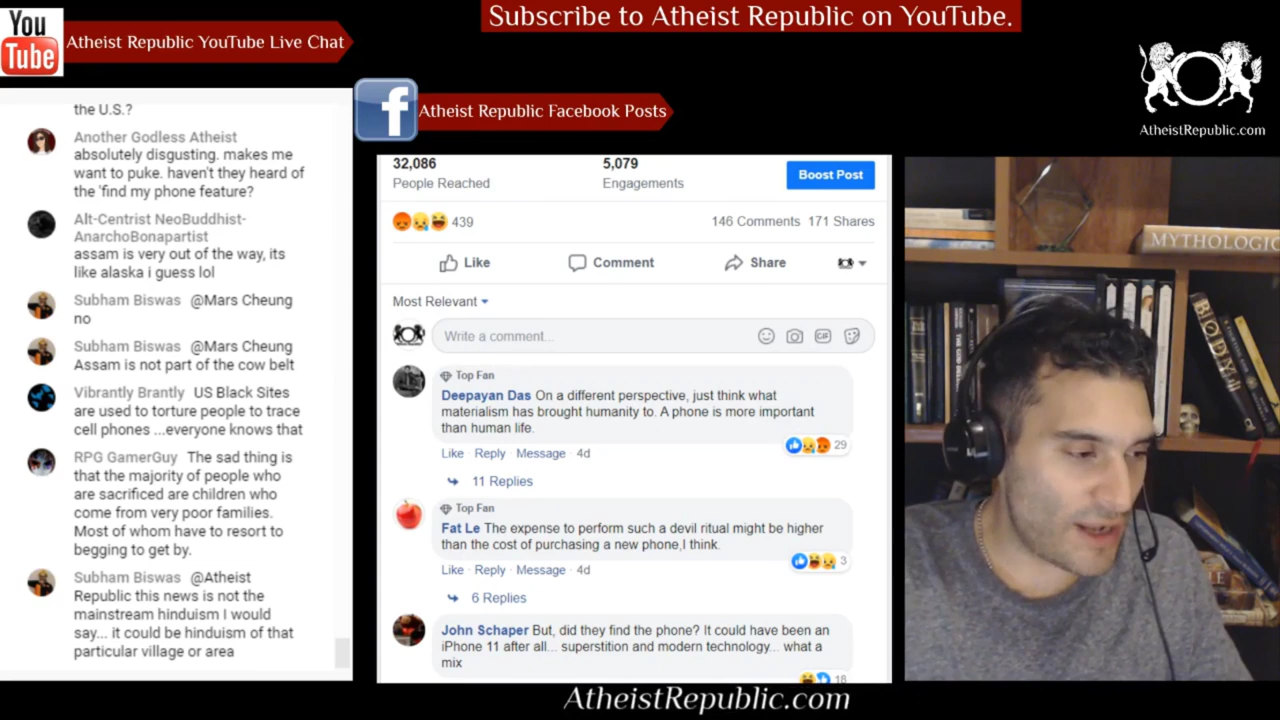 Subscribe to Atheist Republic on YouTube.
You
Tube
Atheist Republic YouTube Live Chat
AtheistRepublic.com
Atheist Republic Facebook Posts
the U.S.?
Another Godless Atheist
absolutely disgusting. makes me
want to puke. haven't they heard of
the 'find my phone feature?
Alt-Centrist NeoBuddhist-
AnarchoBonapartist
assam is very out of the way, its
like alaska i guess lol
Subham Biswas @Mars Cheung
no
Subham Biswas @Mars Cheung
Assam is not part of the cow belt
Vibrantly Brantly US Black Sites
are used to torture people to trace
cell phones ...everyone knows that
RPG GamerGuy The sad thing is
that the majority of people who
are sacrificed are children who
come from very poor families.
Most of whom have to resort to
begging to get by.
Subham Biswas @Atheist
Republic this news is not the
mainstream hinduism I would
say... it could be hinduism of that
particular village or area
32,086 5,079
People Reached Engagements
Boost Post
439 146 Comments 171 Shares
Like Comment Share
Most Relevant
Write a comment...
GIF
Top Fan
Deepayan Das On a different perspective, just think what
materialism has brought humanity to. A phone is more important
than human life.
29
Like · Reply · Message · 4d
11 Replies
Top Fan
Fat Le The expense to perform such a devil ritual might be higher
than the cost of purchasing a new phone,I think.
3
Like · Reply · Message · 4d
6 Replies
John Schaper But, did they find the phone? It could have been an
iPhone 11 after all... superstition and modern technology... what a
mix
18
MYTHOLOGIC
AtheistRepublic.com